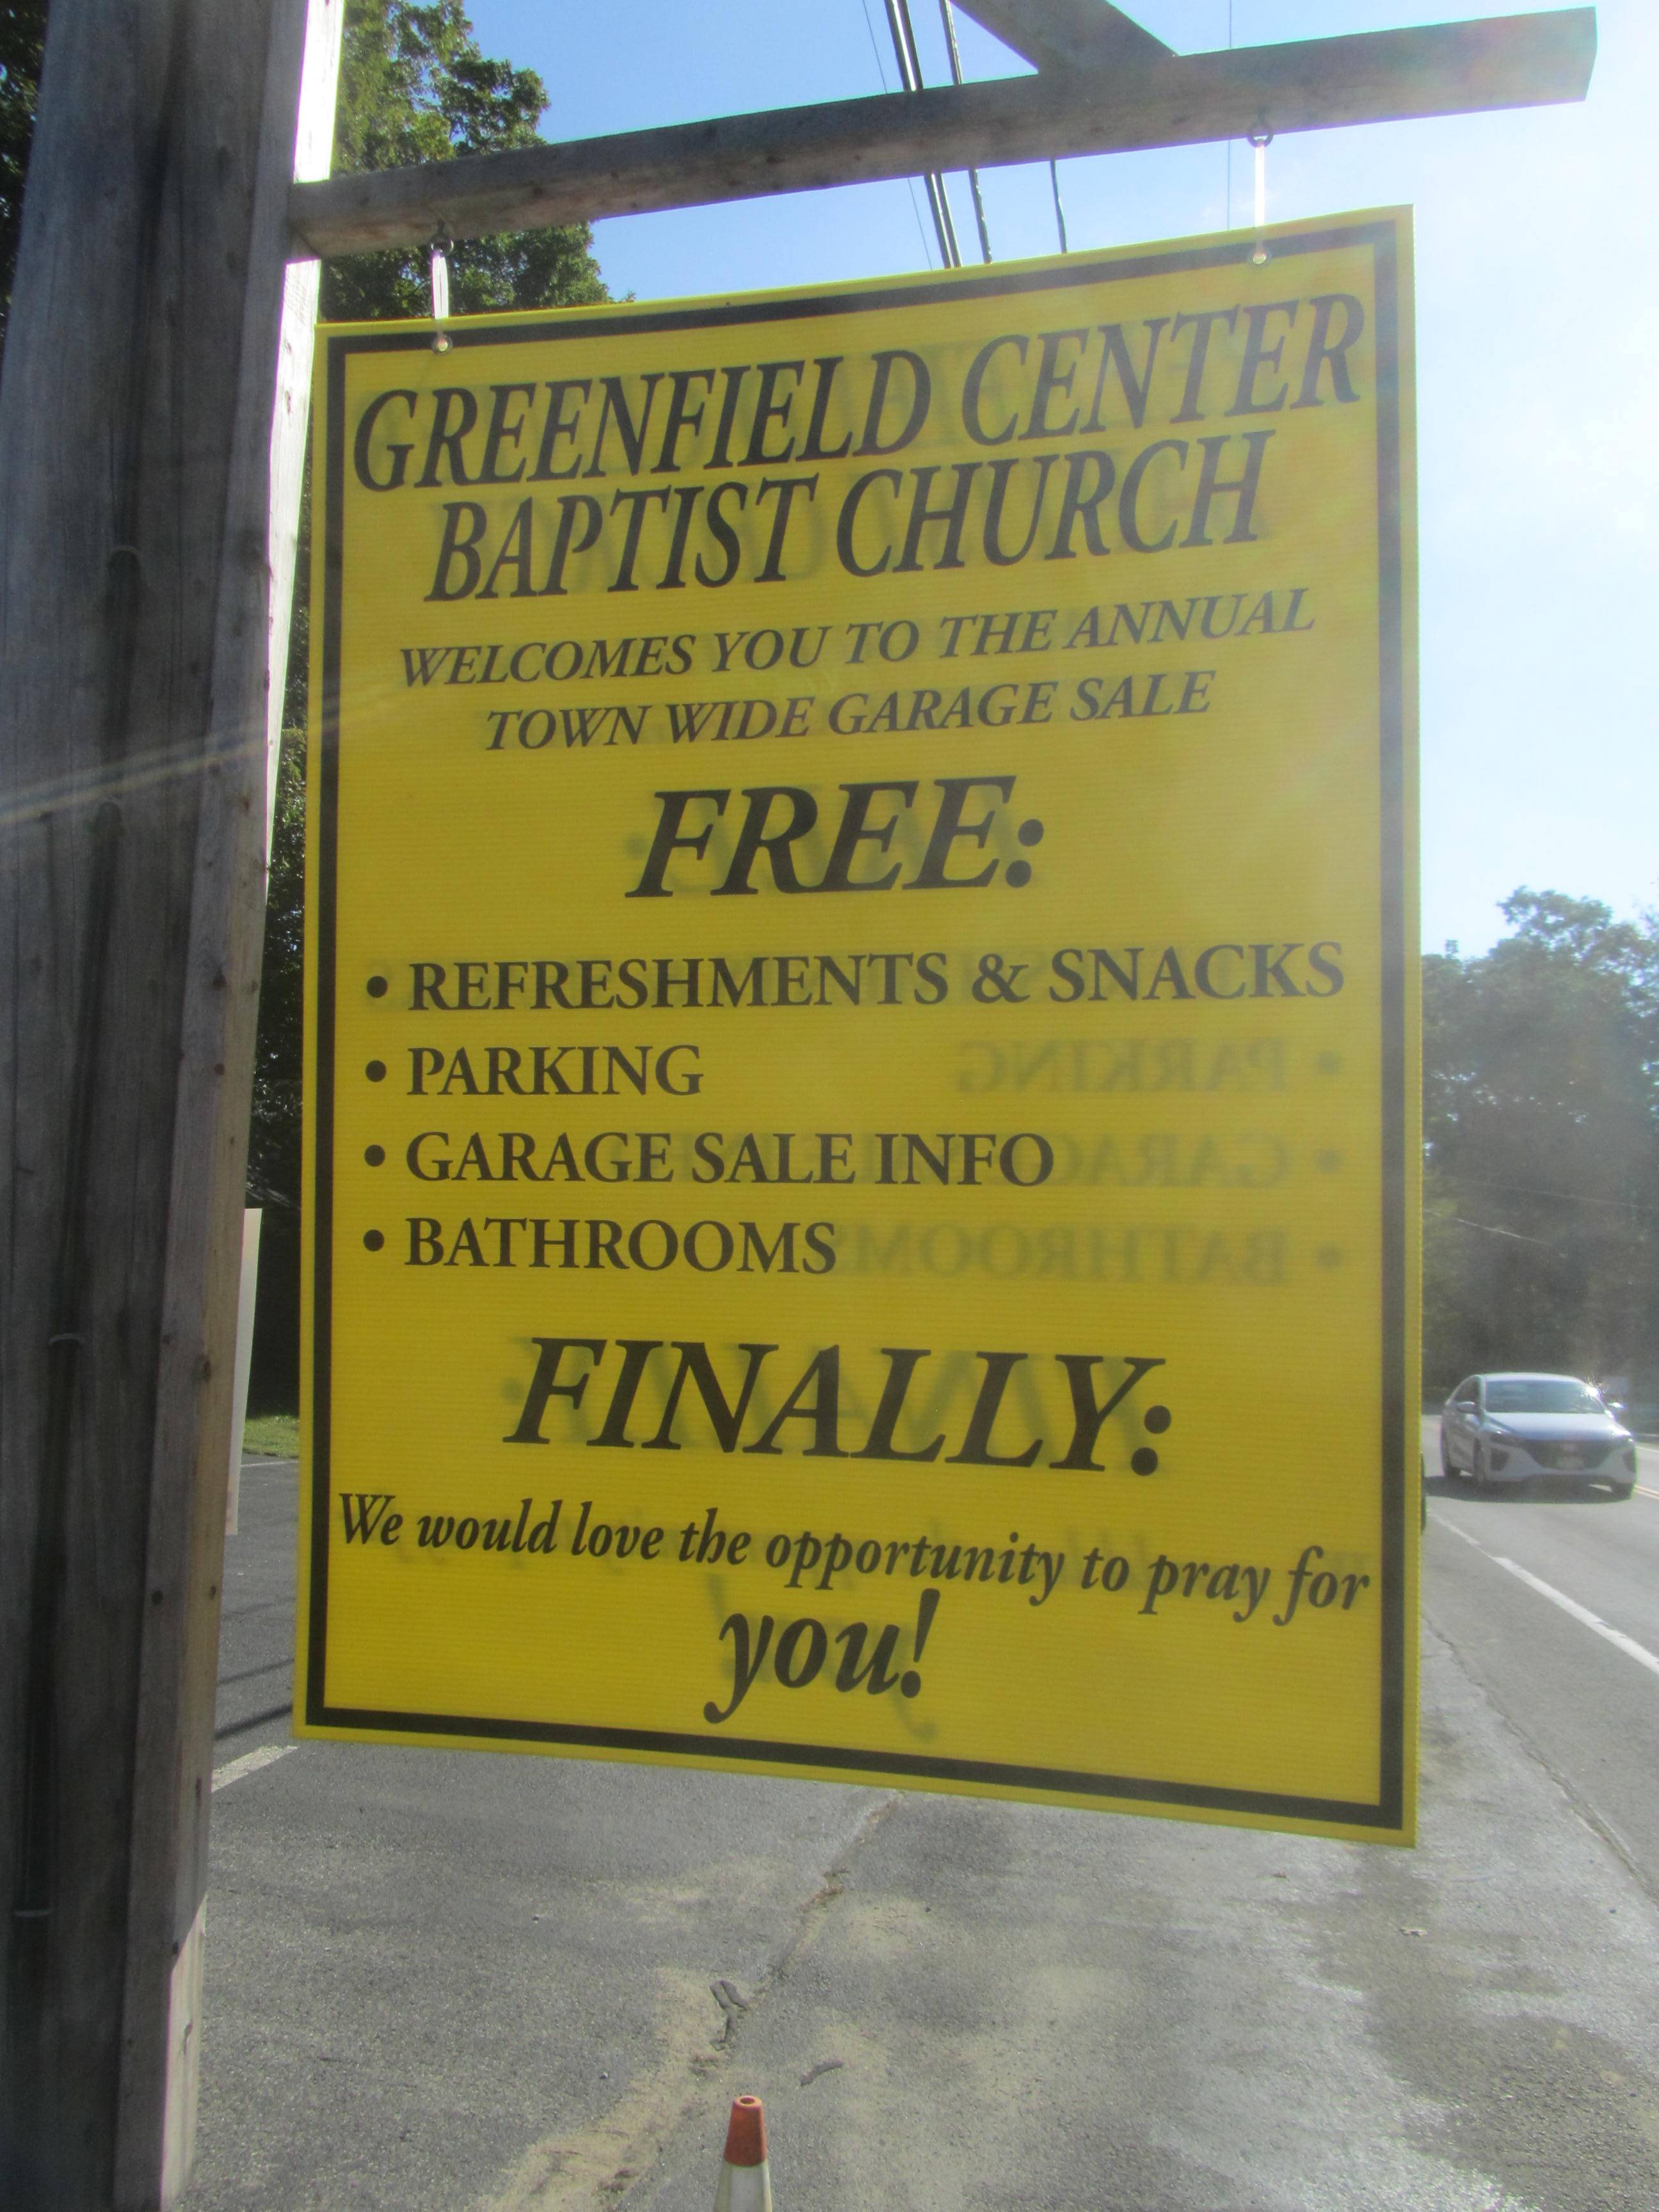 GREENFIELD CENTER
BAPTIST CHURCH
WELCOMES YOU TO THE ANNUAL
TOWN WIDE GARAGE SALE
FREE:
• REFRESHMENTS & SNACKS
• PARKING
• GARAGE SALE INFO
• BATHROOMS
FINALLY:
We would love the opportunity to pray for
you!